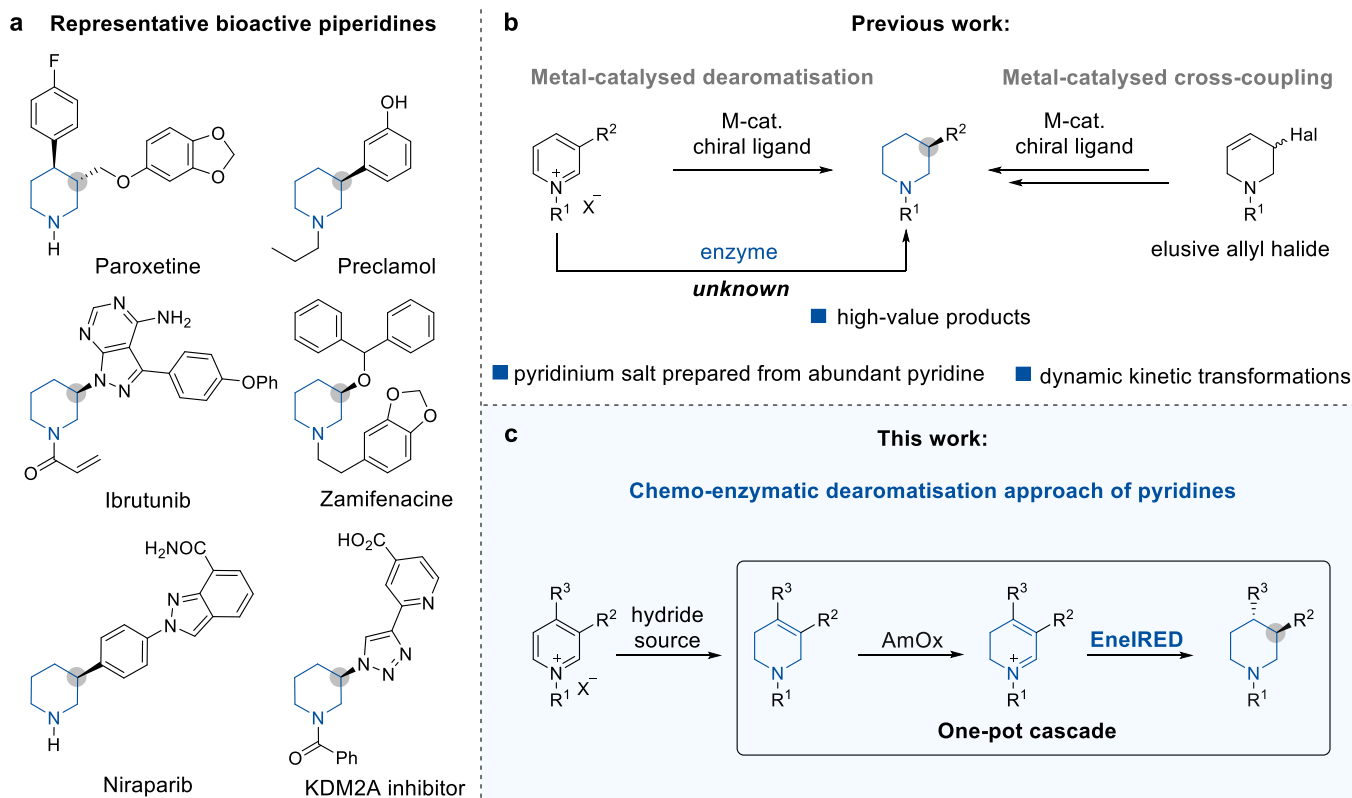 a Representative bioactive piperidines
F
O
O
O
N
H
Paroxetine
OH
N
Preclamol
N
N
NH2
N
N
OPh
N
O
Ibrutunib
O
O
O
N
Zamifenacine
H2NOC
N
N
N
H
Niraparib
HO2C
N
N
N
N
N
O
Ph
KDM2A inhibitor
b Previous work:
Metal-catalysed dearomatisation
Metal-catalysed cross-coupling
R2
N
+
R1 X−
M-cat.
chiral ligand
R2
N
R1
M-cat.
chiral ligand
Hal
N
R1
elusive allyl halide
enzyme
unknown
high-value products
pyridinium salt prepared from abundant pyridine
dynamic kinetic transformations
c This work:
Chemo-enzymatic dearomatisation approach of pyridines
R3
R2
+
N
R1 X−
hydride
source
R3
R2
N
R1
AmOx
R3
R2
+
N
R1
EneIRED
R3
R2
N
R1
One-pot cascade